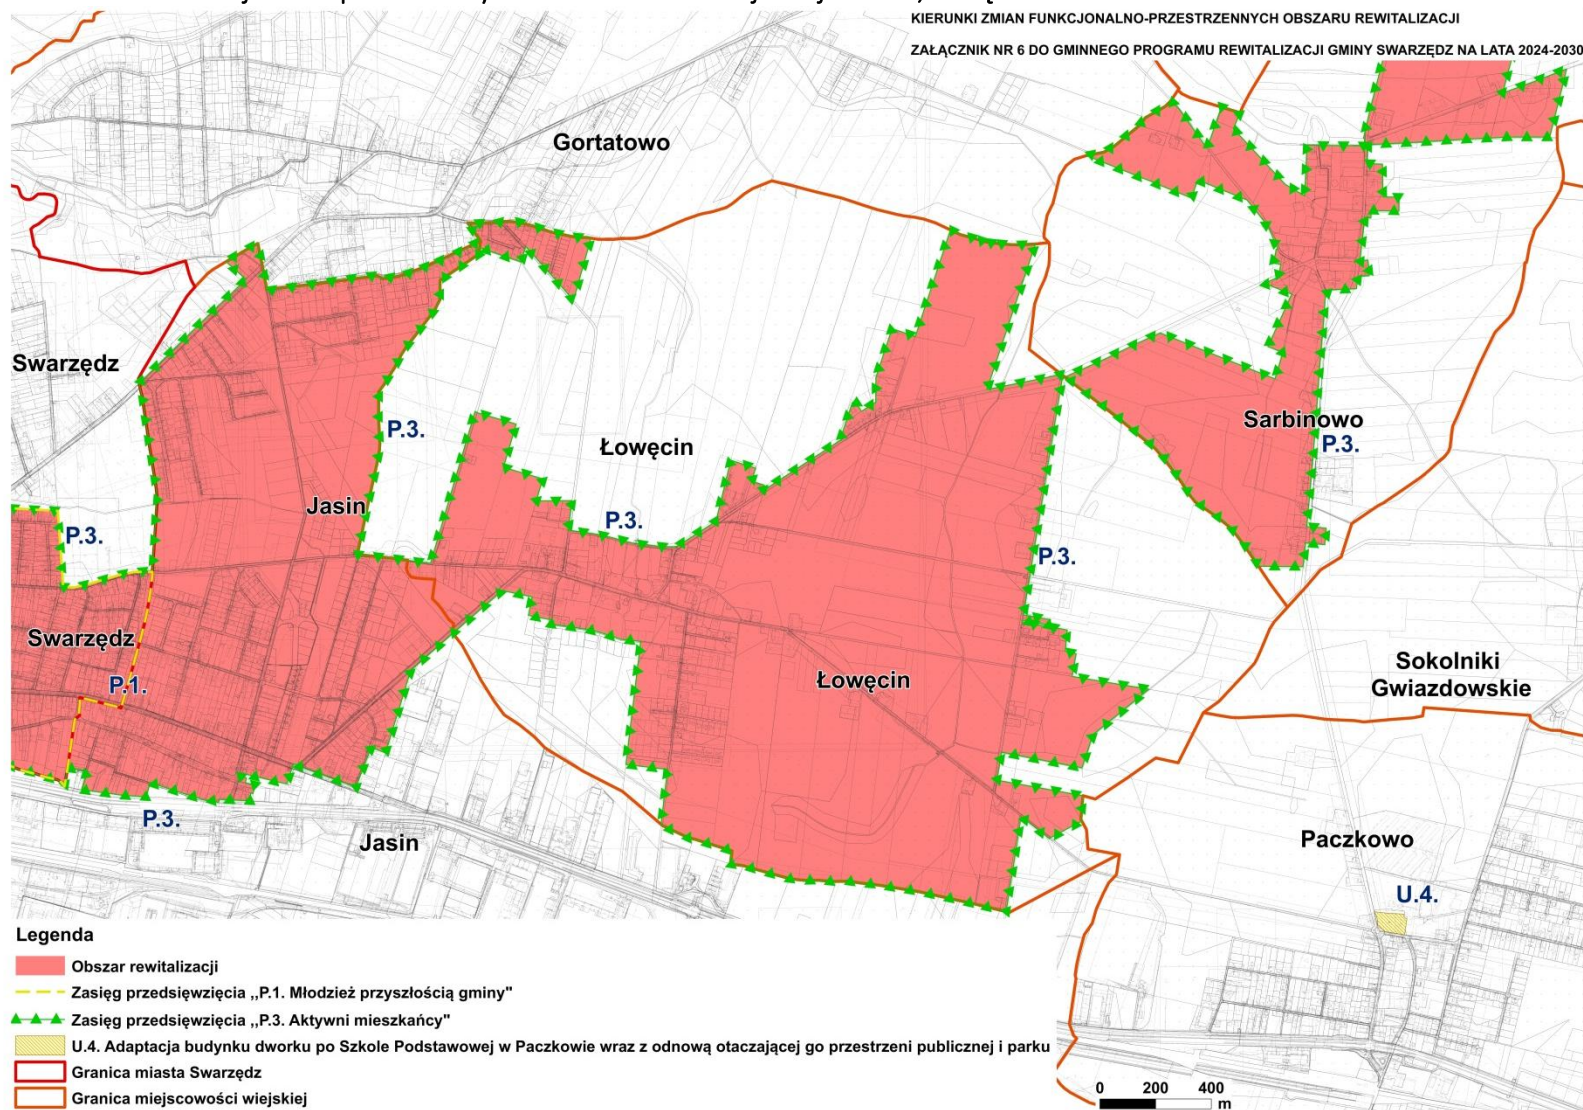 KIERUNKI ZMIAN FUNKCJONALNO-PRZESTRZENNYCH OBSZARU REWITALIZACJI
ZAŁĄCZNIK NR 6 DO GMINNEGO PROGRAMU REWITALIZACJI GMINY SWARZĘDZ NA LATA 2024-2030
Gortatowo
Swarzędz
P.3.
Łowęcin
Sarbinowo
P.3.
Jasin
P.3.
P.3.
P.3.
Swarzędz
P.1.
Łowęcin
Sokolniki
Gwiazdowskie
P.3.
Jasin
Paczkowo
U.4.
Legenda
Obszar rewitalizacji
Zasięg przedsięwzięcia ,,P.1. Młodzież przyszłością gminy"
Zasięg przedsięwzięcia ,,P.3. Aktywni mieszkańcy"
U.4. Adaptacja budynku dworku po Szkole Podstawowej w Paczkowie wraz z odnową otaczającej go przestrzeni publicznej i parku
Granica miasta Swarzędz
Granica miejscowości wiejskiej
0 200 400
m